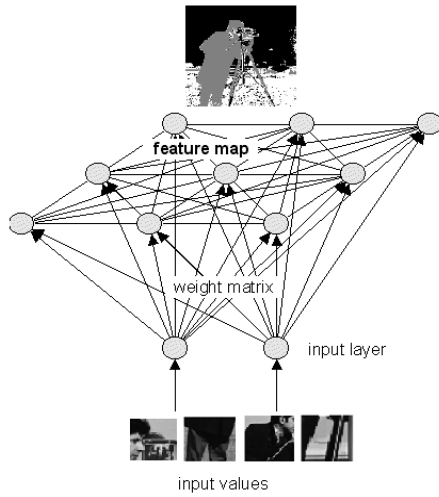 feature map
weight matrix
input layer
input values